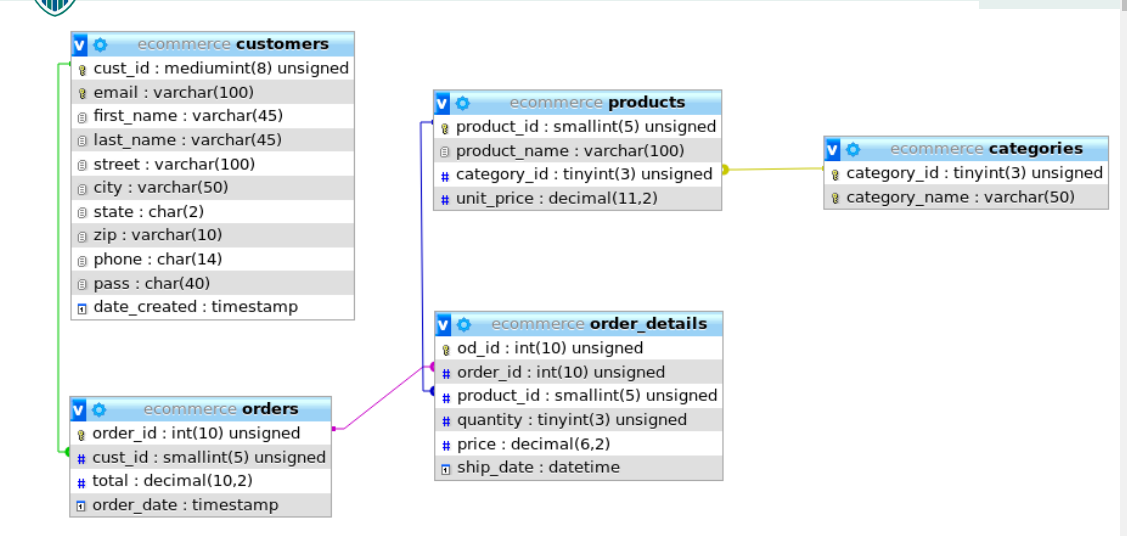 ecommerce customers
cust_id : mediumint(8) unsigned
email : varchar(100)
first_name : varchar(45)
last_name : varchar(45)
street : varchar(100)
city : varchar(50)
state : char(2)
zip : varchar(10)
phone : char(14)
pass : char(40)
date_created : timestamp
ecommerce products
product_id : smallint(5) unsigned
product_name : varchar(100)
category_id : tinyint(3) unsigned
unit_price : decimal(11,2)
ecommerce categories
category_id : tinyint(3) unsigned
category_name : varchar(50)
ecommerce orders
order_id : int(10) unsigned
cust_id : smallint(5) unsigned
total : decimal(10,2)
order_date : timestamp
ecommerce order_details
od_id : int(10) unsigned
order_id : int(10) unsigned
product_id : smallint(5) unsigned
quantity : tinyint(3) unsigned
price : decimal(6,2)
ship_date : datetime